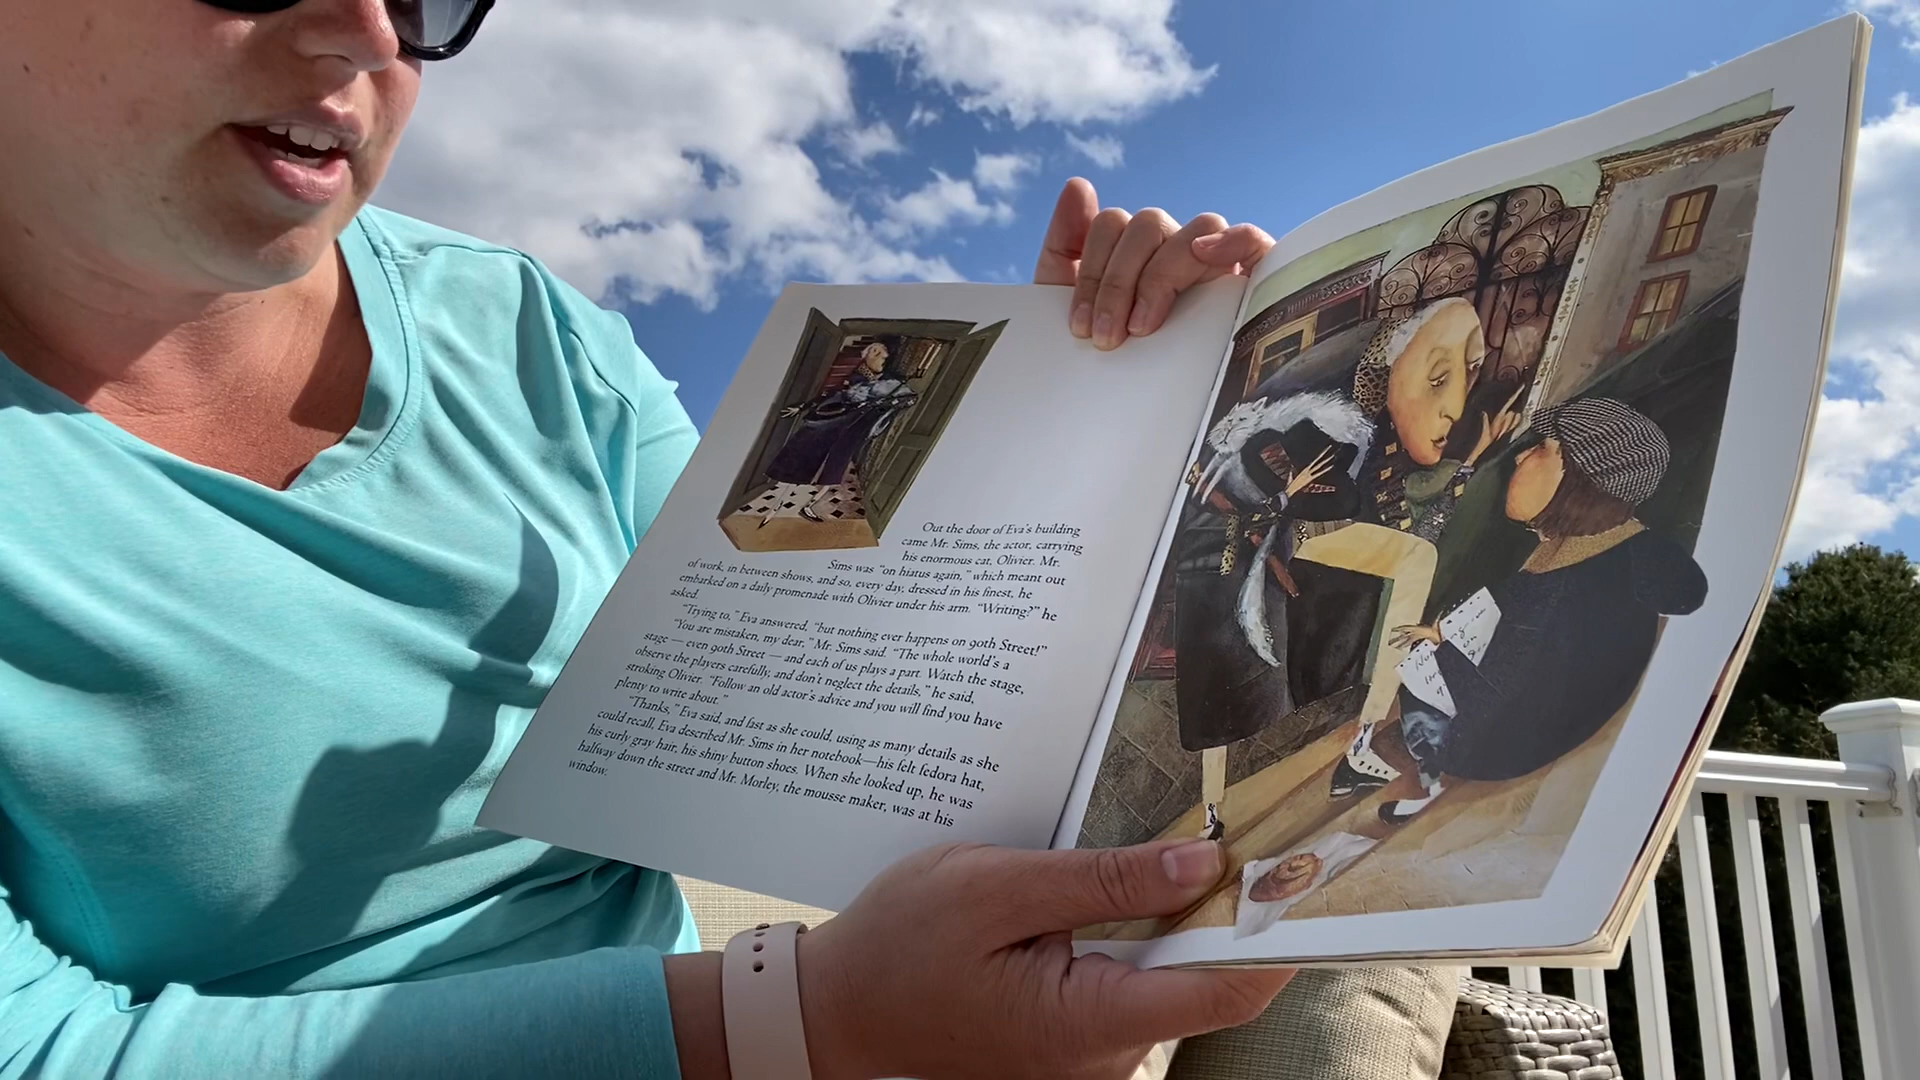 Out the door of Eva's building
came Mr. Sims, the actor, carrying
his enormous cat, Olivier. Mr.
Sims was "on hiatus again," which meant out
of work, in between shows, and so, every day, dressed in his finest, he
embarked on a daily promenade with Olivier under his arm. "Writing?" he
asked.
"Trying to," Eva answered, "but nothing ever happens on 90th Street!"
"You are mistaken, my dear," Mr. Sims said. "The whole world's a
stage — even 90th Street — and each of us plays a part. Watch the stage,
observe the players carefully, and don't neglect the details," he said,
stroking Olivier. "Follow an old actor's advice and you will find you have
plenty to write about."
"Thanks," Eva said, and fast as she could, using as many details as she
could recall, Eva described Mr. Sims in her notebook—his felt fedora hat,
his curly gray hair, his shiny button shoes. When she looked up, he was
halfway down the street and Mr. Morley, the mousse maker, was at his
window.